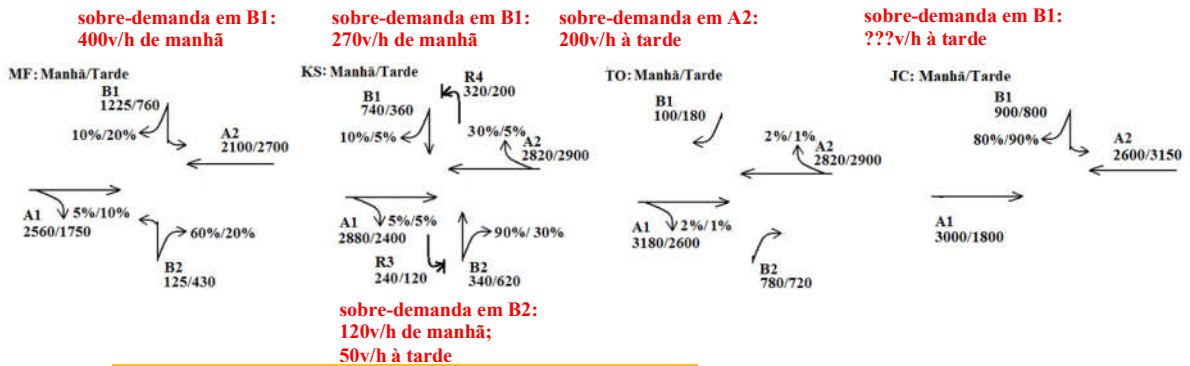 sobre-demanda em B1:
400v/h de manhã
sobre-demanda em B1:
270v/h de manhã
sobre-demanda em A2:
200v/h à tarde
sobre-demanda em B1:
???v/h à tarde
MF: Manhã/Tarde
B1
1225/760
10%/20%
A2
2100/2700
A1
2560/1750
5%/10%
60%/20%
B2
125/430
KS: Manhã/Tarde
R4
320/200
B1
740/360
10%/5%
30%/5%
A2
2820/2900
A1
2880/2400
5%/5%
90%/ 30%
R3
240/120
B2
340/620
sobre-demanda em B2:
120v/h de manhã;
50v/h à tarde
TO: Manhã/Tarde
B1
100/180
2%/1%
A2
2820/2900
A1
3180/2600
2%/1%
B2
780/720
JC: Manhã/Tarde
B1
900/800
80%/90%
A2
2600/3150
A1
3000/1800